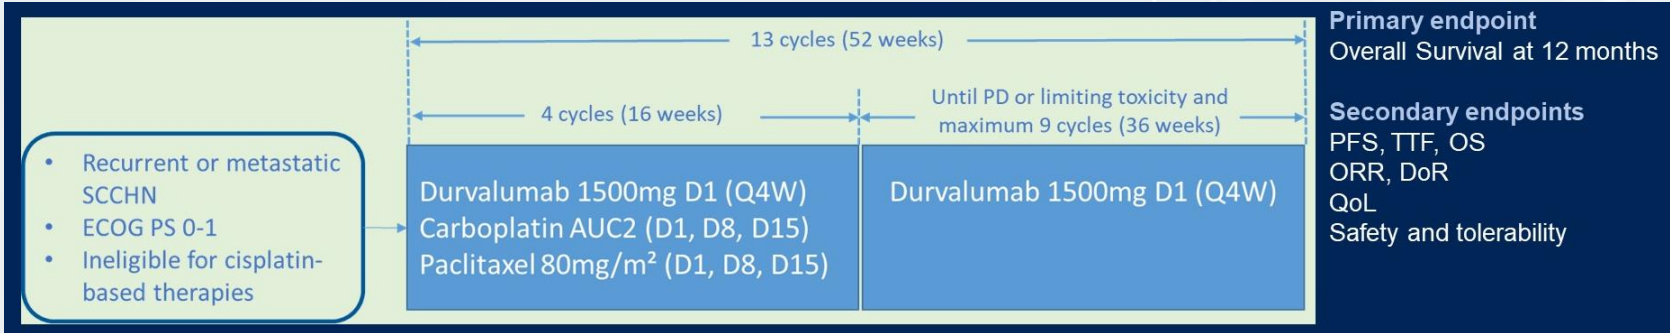 13 cycles (52 weeks)
4 cycles (16 weeks)
Until PD or limiting toxicity and
maximum 9 cycles (36 weeks)
• Recurrent or metastatic
SCCHN
• ECOG PS 0-1
• Ineligible for cisplatin-
based therapies
Durvalumab 1500mg D1 (Q4W)
Carboplatin AUC2 (D1, D8, D15)
Paclitaxel 80mg/m² (D1, D8, D15)
Durvalumab 1500mg D1 (Q4W)
Primary endpoint
Overall Survival at 12 months
Secondary endpoints
PFS, TTF, OS
ORR, DoR
QoL
Safety and tolerability